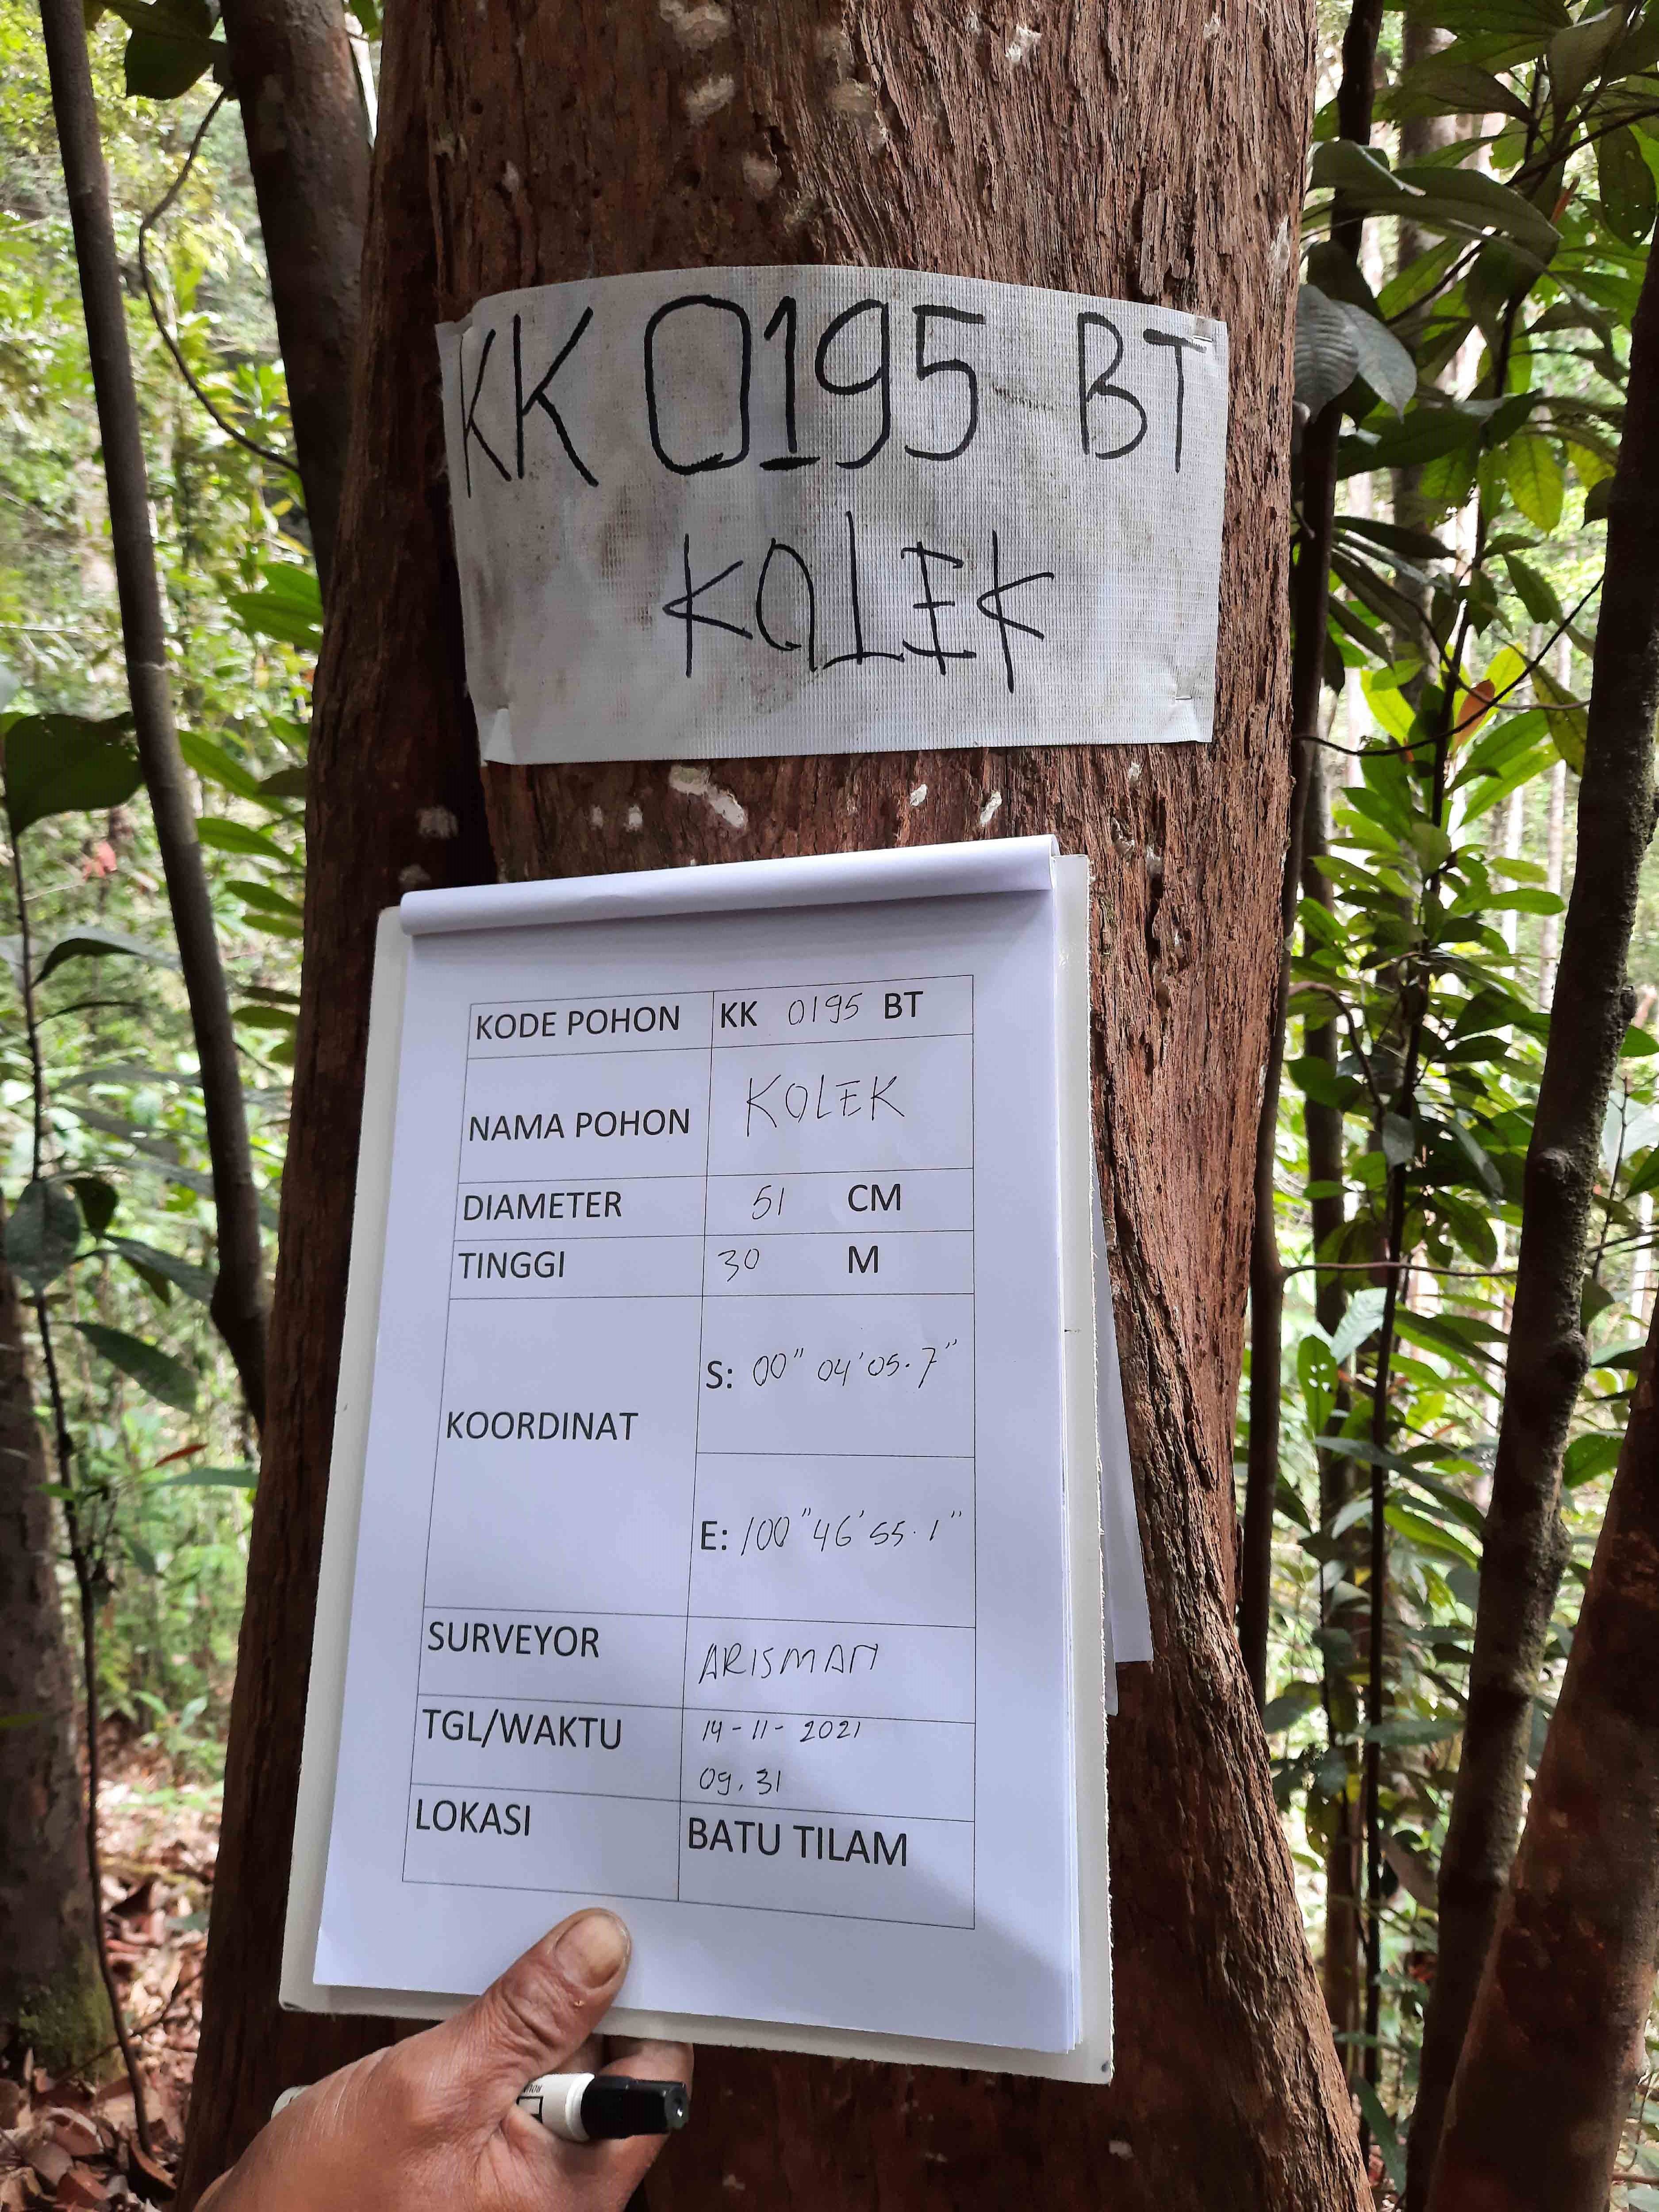 KK 0195 BT
KOLEK
KODE POHON KK 0195 BT
NAMA POHON KOLEK
DIAMETER 51 CM
TINGGI 30 M
KOORDINAT
S: 00" 04' 05.7"
E: 100" 46' 55.1"
SURVEYOR ARISMAN
TGL/WAKTU 14-11-2021
09.31
LOKASI BATU TILAM